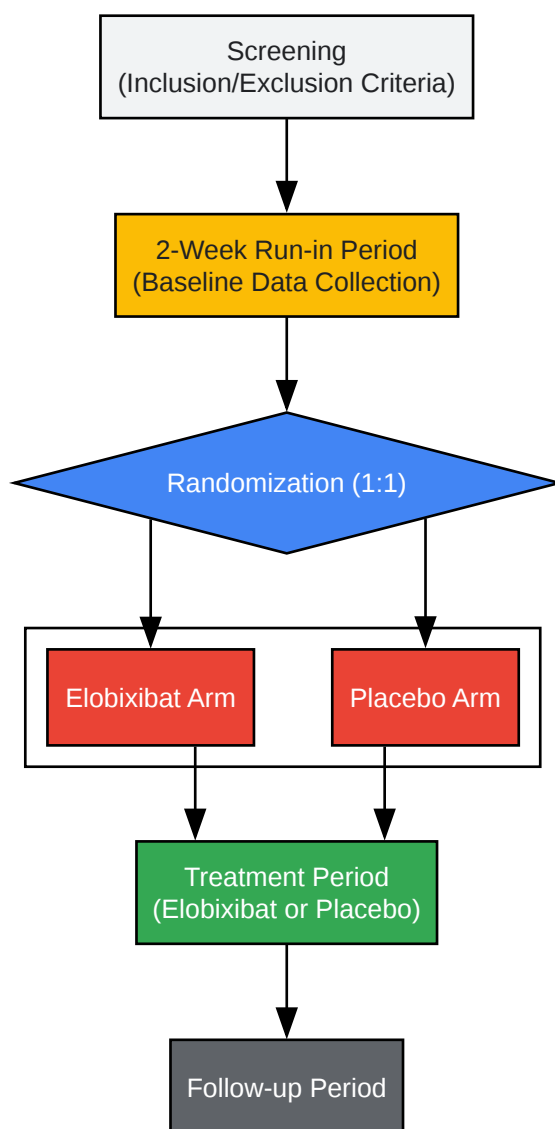 Screening
(Inclusion/Exclusion Criteria)
2-Week Run-in Period
(Baseline Data Collection)
Randomization (1:1)
Elobixibat Arm
Placebo Arm
Treatment Period
(Elobixibat or Placebo)
Follow-up Period